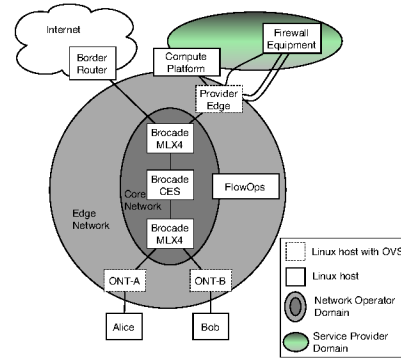 Internet
Border
Router
Compute
Platform
Firewall
Equipment
Provider
Edge
Brocade
MLX4
Brocade
CES
Core
Network
FlowOps
Edge
Network
Brocade
MLX4
ONT-A
ONT-B
Alice
Bob
Linux host with OVS
Linux host
Network Operator
Domain
Service Provider
Domain